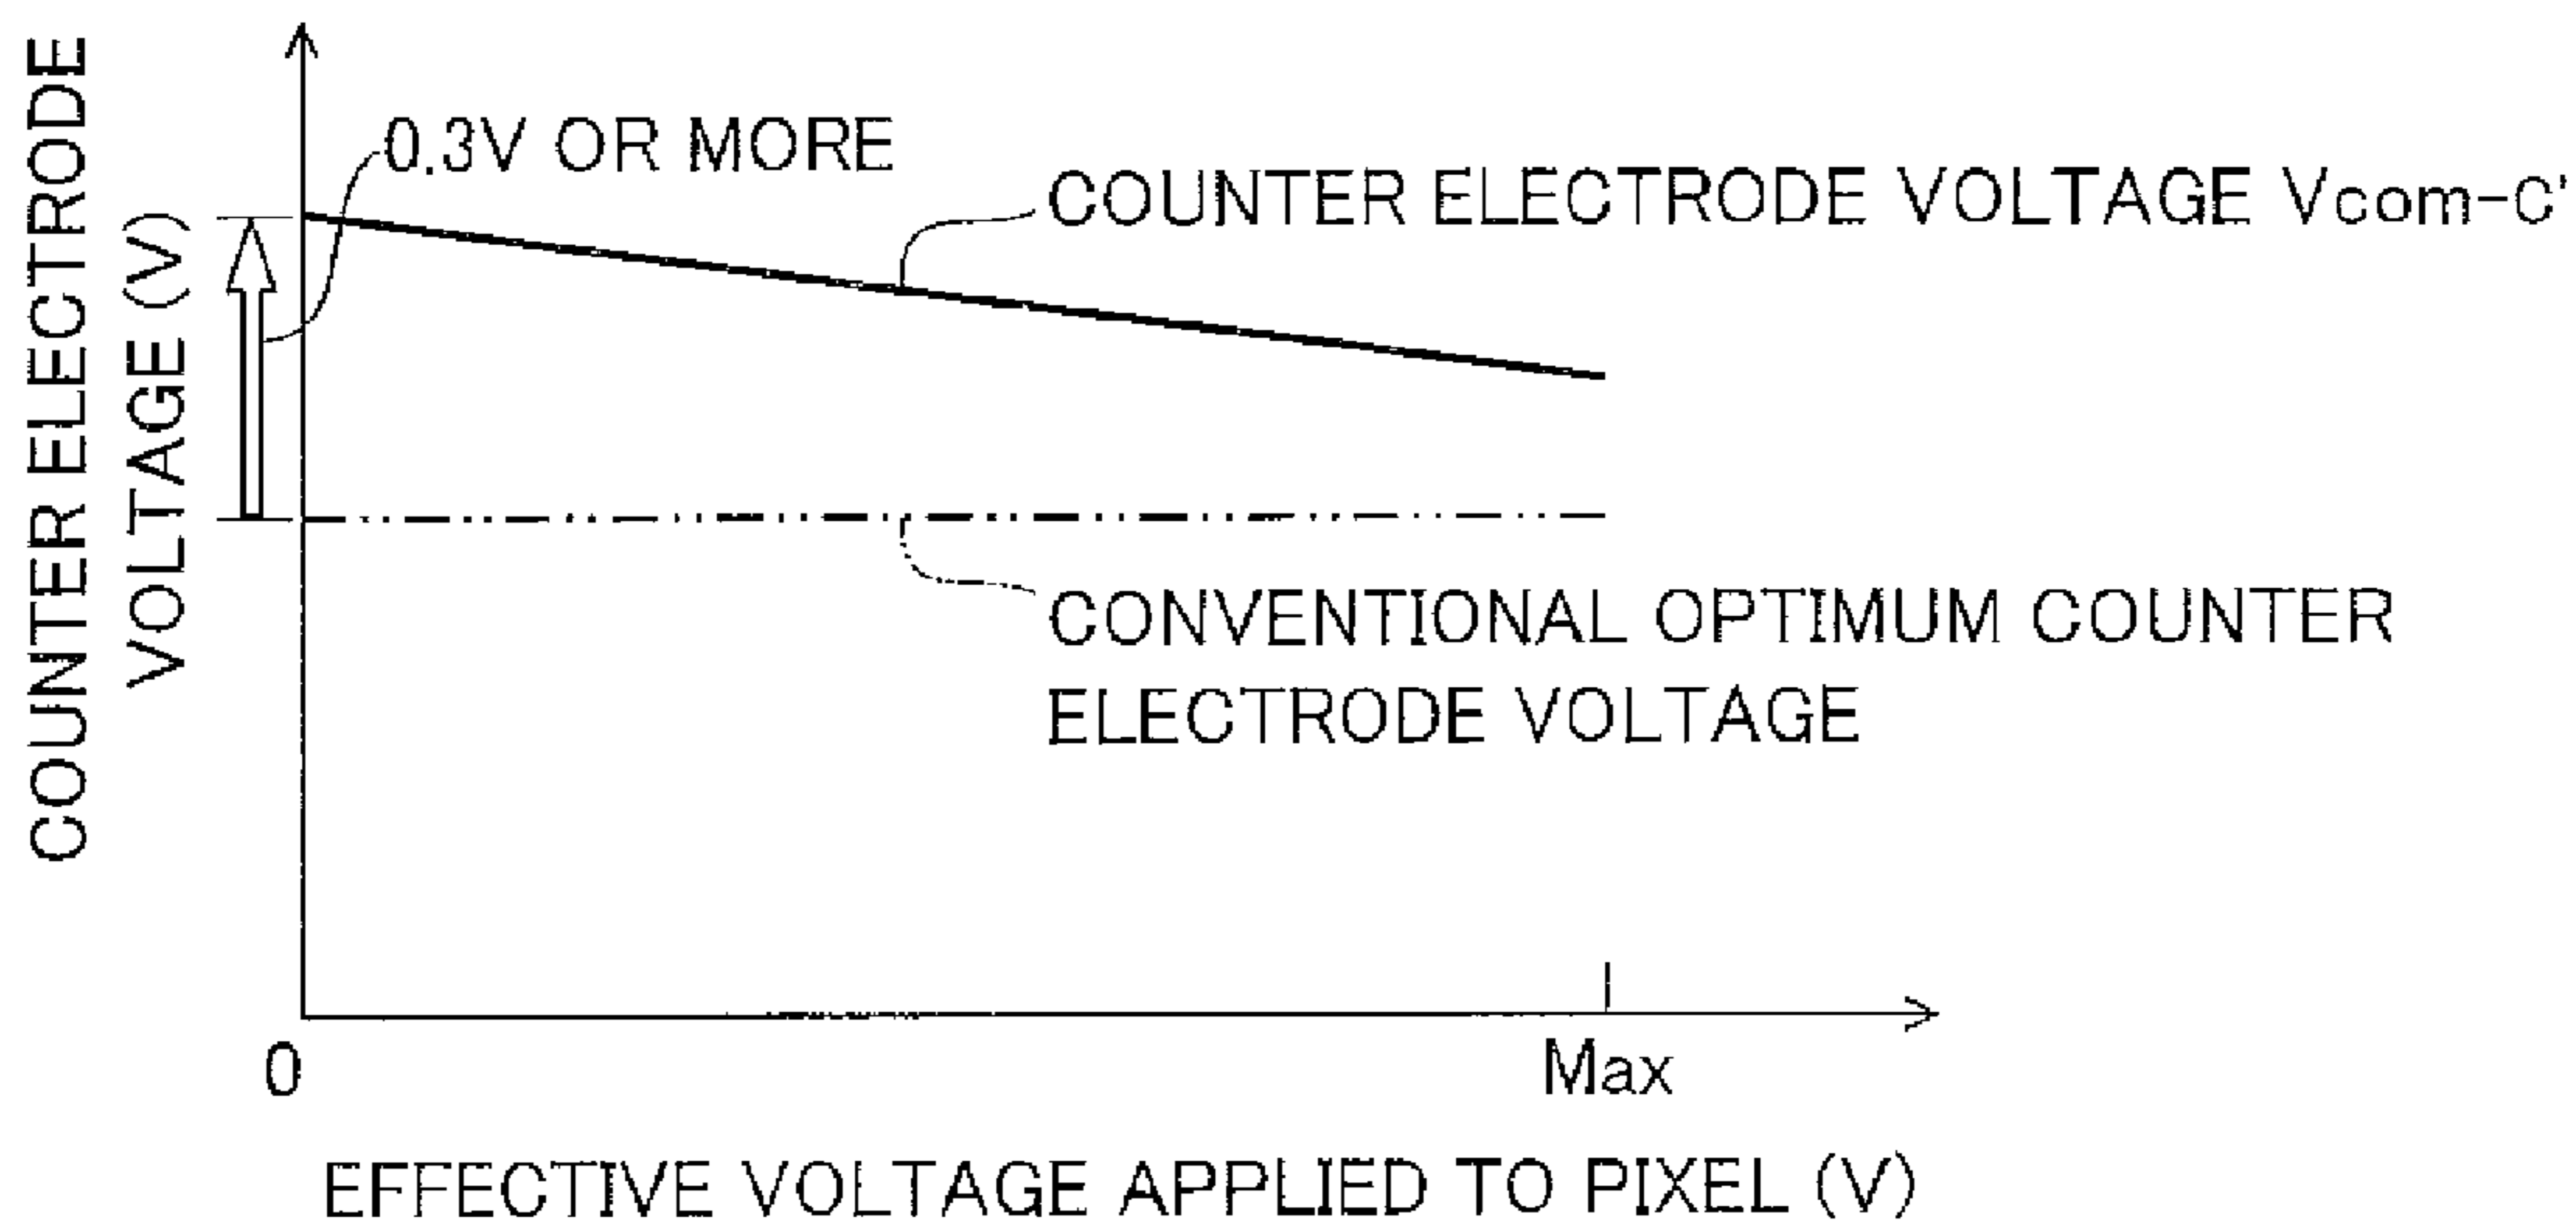 COUNTER ELECTRODE
VOLTAGE (V)
0.3V OR MORE
COUNTER ELECTRODE VOLTAGE Vcom-C'
CONVENTIONAL OPTIMUM COUNTER
ELECTRODE VOLTAGE
0
Max
EFFECTIVE VOLTAGE APPLIED TO PIXEL (V)